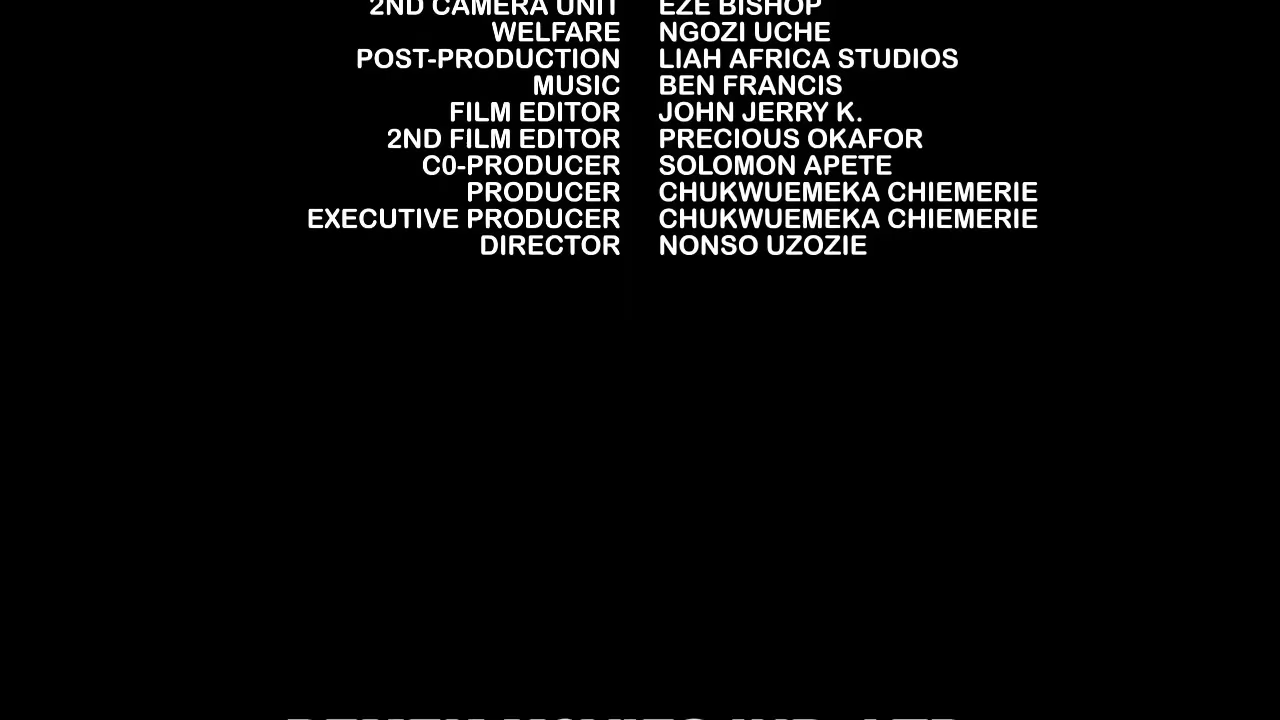 2ND CAMERA UNIT EZE BISHOP
WELFARE NGOZI UCHE
POST-PRODUCTION LIAH AFRICA STUDIOS
MUSIC BEN FRANCIS
FILM EDITOR JOHN JERRY K.
2ND FILM EDITOR PRECIOUS OKAFOR
C0-PRODUCER SOLOMON APETE
PRODUCER CHUKWUEMEKA CHIEMERIE
EXECUTIVE PRODUCER CHUKWUEMEKA CHIEMERIE
DIRECTOR NONSO UZOZIE